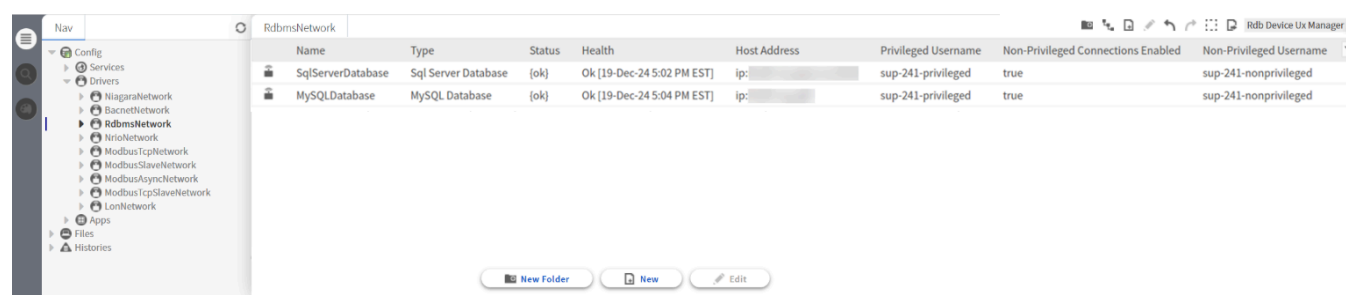 Nav
RdbmsNetwork
Rdb Device Ux Manager
Config
Services
Drivers
NiagaraNetwork
BacnetNetwork
RdbmsNetwork
NrioNetwork
ModbusTcpNetwork
ModbusSlaveNetwork
ModbusAsyncNetwork
ModbusTcpSlaveNetwork
LonNetwork
Apps
Files
Histories
Name Type Status Health Host Address Privileged Username Non-Privileged Connections Enabled Non-Privileged Username
SqlServerDatabase Sql Server Database {ok} Ok [19-Dec-24 5:02 PM EST] ip: sup-241-privileged true sup-241-nonprivileged
MySQLDatabase MySQL Database {ok} Ok [19-Dec-24 5:04 PM EST] ip: sup-241-privileged true sup-241-nonprivileged
New Folder
New
Edit